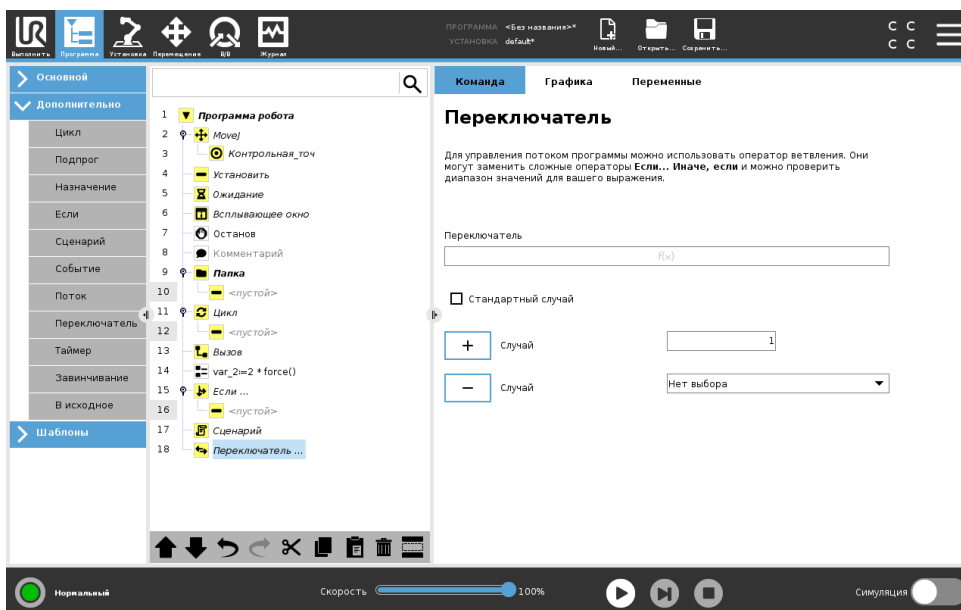 UR
Выполнить Программа Установка Перемещение В/В Журнал
ПРОГРАММА <Без названия>*
УСТАНОВКА default*
Новый... Открыть... Сохранить...
C C
C C
Основной
Дополнительно
Цикл
Подпрог
Назначение
Если
Сценарий
Событие
Поток
Переключатель
Таймер
Завинчивание
В исходное
Шаблоны
1 Программа робота
2 MoveJ
3 Контрольная_точ
4 Установить
5 Ожидание
6 Всплывающее окно
7 Останов
8 Комментарий
9 Папка
10 <пустой>
11 Цикл
12 <пустой>
13 Вызов
14 var_2≔2 * force()
15 Если ...
16 <пустой>
17 Сценарий
18 Переключатель ...
Команда Графика Переменные
Переключатель
Для управления потоком программы можно использовать оператор ветвления. Они
могут заменить сложные операторы Если... Иначе, если и можно проверить
диапазон значений для вашего выражения.
Переключатель
f(x)
Стандартный случай
+ Случай 1
− Случай Нет выбора
Нормальный
Скорость 100%
Симуляция